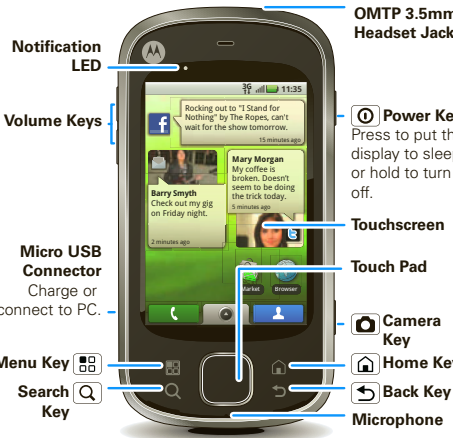 OMTP 3.5mm
Headset Jack
Notification
LED
3G
11:35
Volume Keys
Rocking out to "I Stand for
Nothing" by The Ropes, can't
wait for the show tomorrow.
15 minutes ago
Power Ke
Press to put th
display to sleep
or hold to turn
off.
Mary Morgan
My coffee is
broken. Doesn't
seem to be doing
the trick today.
5 minutes ago
Barry Smyth
Check out my gig
on Friday night.
2 minutes ago
Touchscreen
Micro USB
Connector
Charge or
connect to PC.
Touch Pad
Market
Browser
Camera
Key
Menu Key
Home Key
Search
Key
Back Key
Microphone